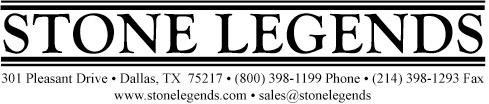 STONE LEGENDS
301 Pleasant Drive • Dallas, TX 75217 • (800) 398-1199 Phone • (214) 398-1293 Fax
www.stonelegends.com • sales@stonelegends